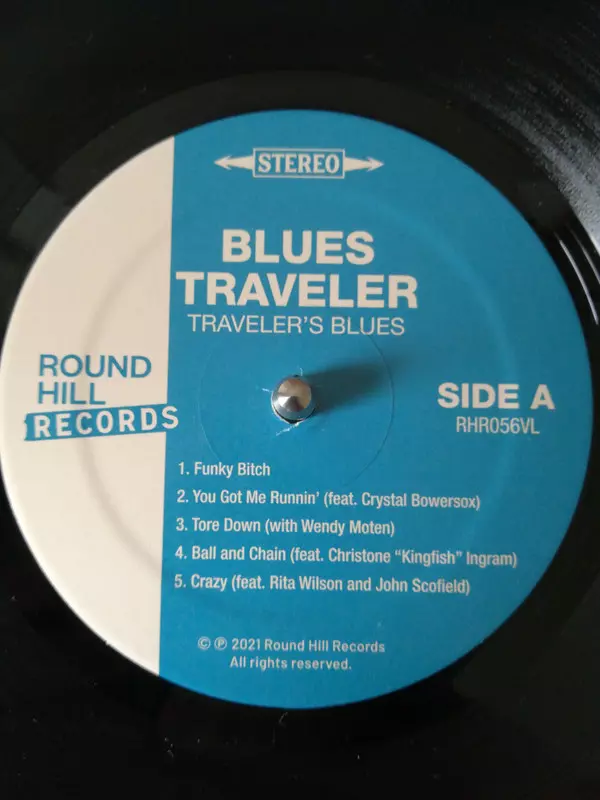 STEREO
BLUES
TRAVELER
TRAVELER'S BLUES
ROUND
HILL
RECORDS
SIDE A
RHR056VL
1. Funky Bitch
2. You Got Me Runnin' (feat. Crystal Bowersox)
3. Tore Down (with Wendy Moten)
4. Ball and Chain (feat. Christone “Kingfish” Ingram)
5. Crazy (feat. Rita Wilson and John Scofield)
© ℗ 2021 Round Hill Records
All rights reserved.